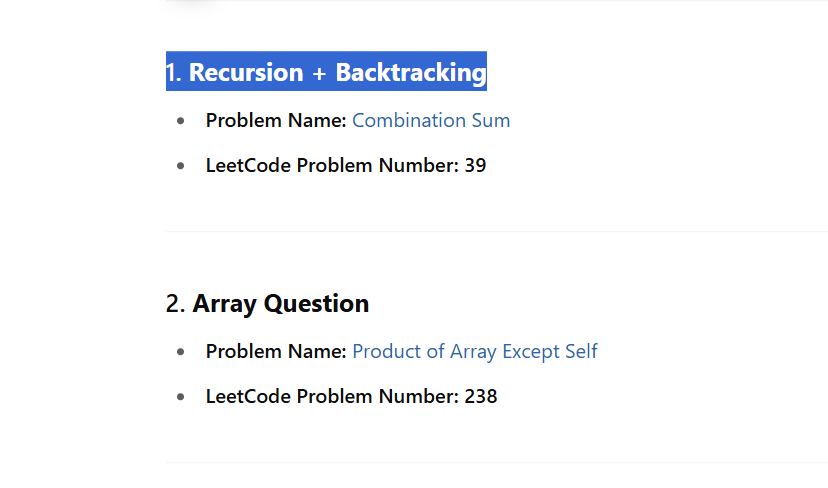 1. Recursion + Backtracking
Problem Name: Combination Sum
LeetCode Problem Number: 39
2. Array Question
Problem Name: Product of Array Except Self
LeetCode Problem Number: 238